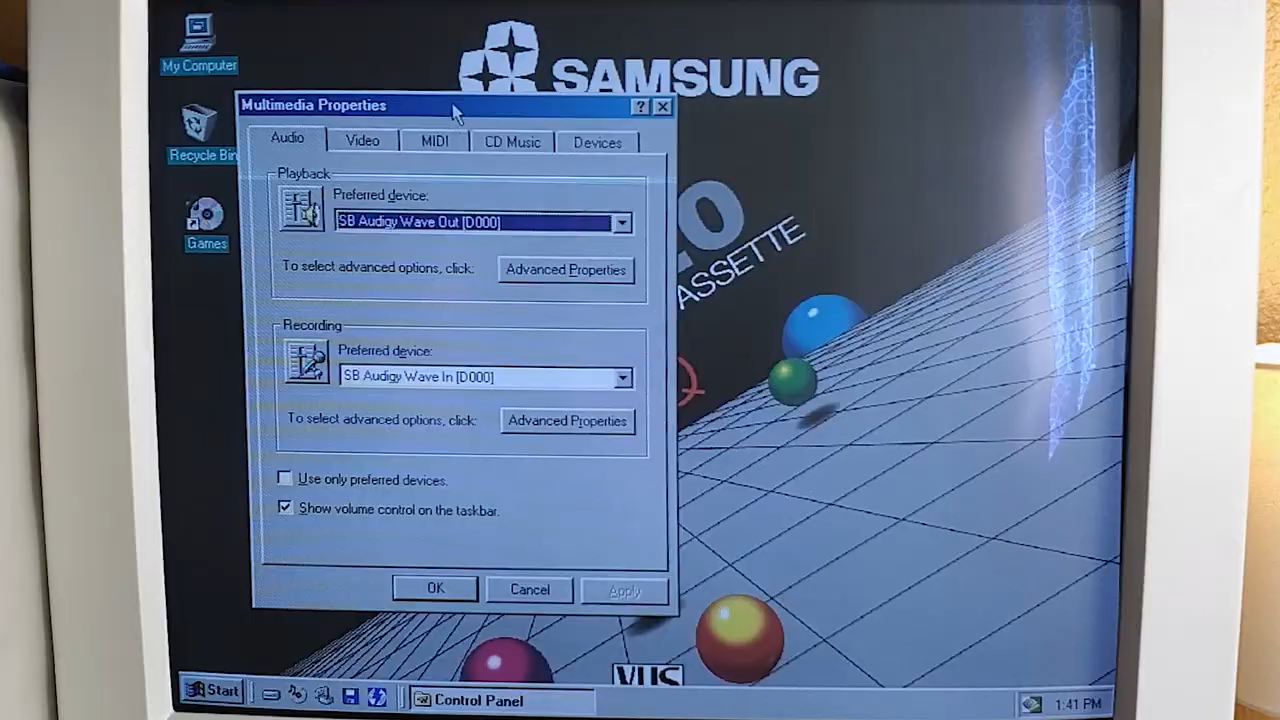 My Computer
SAMSUNG
Multimedia Properties
?
Recycle Bin
Audio
Video
MIDI
CD Music
Devices
Playback
Preferred device:
SB Audigy Wave Out [D000]
Games
To select advanced options, click:
Advanced Properties
Recording
Preferred device:
SB Audigy Wave In [D000]
To select advanced options, click:
Advanced Properties
Use only preferred devices.
Show volume control on the taskbar.
OK
Cancel
Apply
VHS
Start
Control Panel
1:41 PM